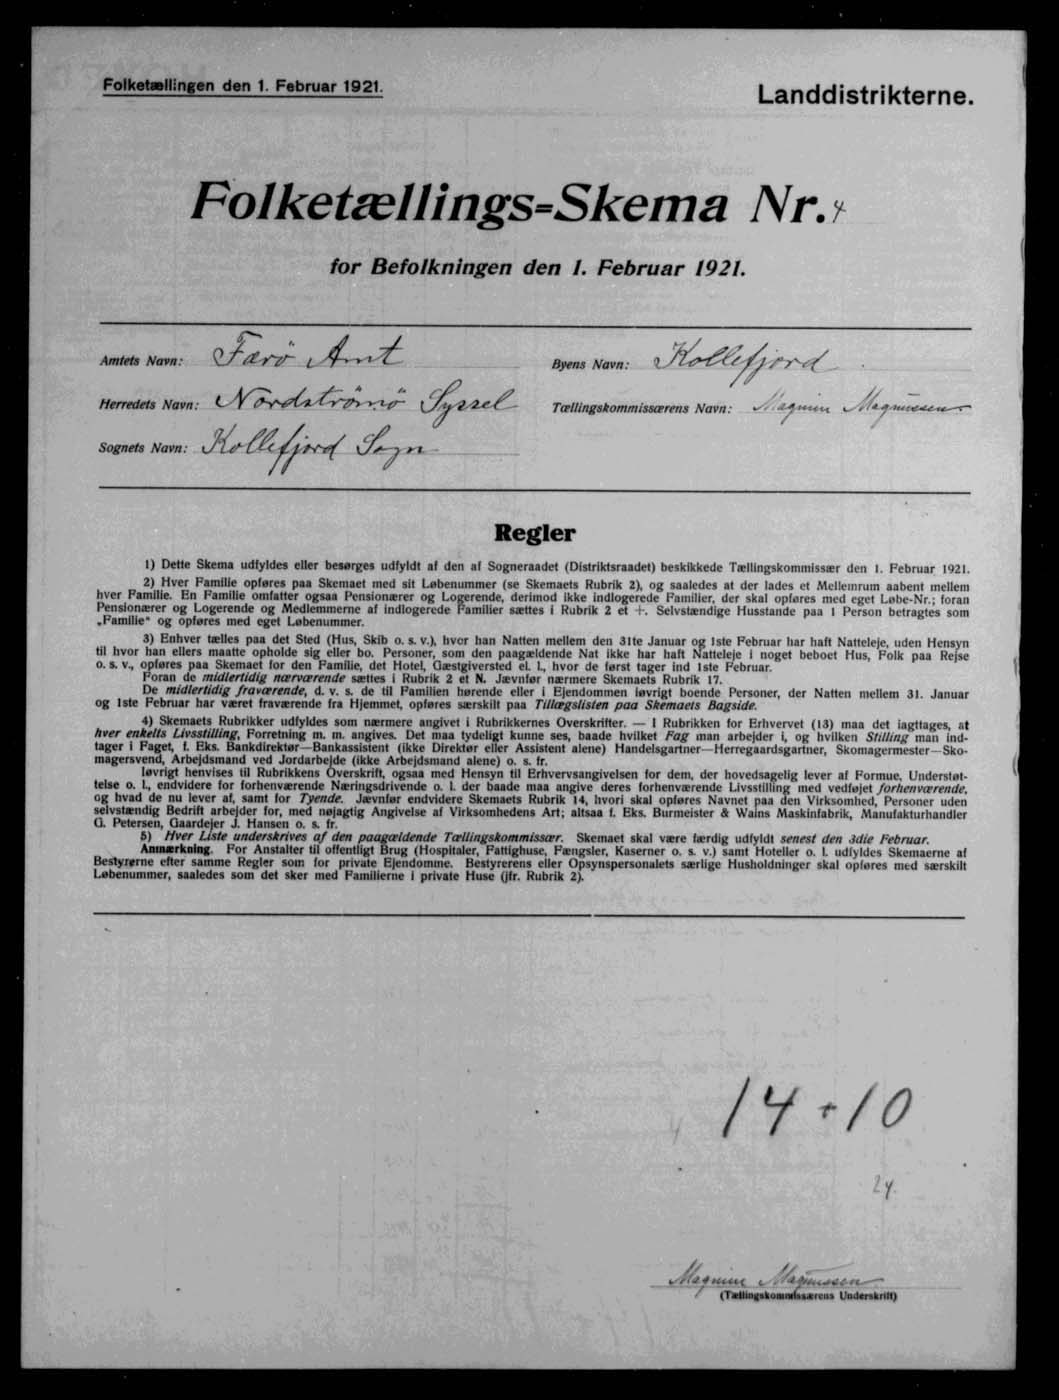 Folketællingen den 1. Februar 1921.
Landdistrikterne.
Folketællings=Skema Nr. 4
for Befolkningen den 1. Februar 1921.
Amtets Navn: Færö Amt
Byens Navn: Kollefjord
Herredets Navn: Nordströmö Syssel
Tællingskommissærens Navn: Magnine Magnussen
Sognets Navn: Kollefjord Sogn
Regler
1) Dette Skema udfyldes eller besørges udfyldt af den af Sogneraadet (Distriktsraadet) beskikkede Tællingskommissær den 1. Februar 1921.
2) Hver Familie opføres paa Skemaet med sit Løbenummer (se Skemaets Rubrik 2), og saaledes at der lades et Mellemrum aabent mellem
hver Familie. En Familie omfatter ogsaa Pensionærer og Logerende, derimod ikke indlogerede Familier, der skal opføres med eget Løbe-Nr.; foran
Pensionærer og Logerende og Medlemmerne af indlogerede Familier sættes i Rubrik 2 et +. Selvstændige Husstande paa 1 Person betragtes som
„Familie“ og opføres med eget Løbenummer.
3) Enhver tælles paa det Sted (Hus, Skib o. s. v.), hvor han Natten mellem den 31te Januar og 1ste Februar har haft Natteleje, uden Hensyn
til hvor han ellers maatte opholde sig eller bo. Personer, som den paagældende Nat ikke har haft Natteleje i noget beboet Hus, Folk paa Rejse
o. s. v., opføres paa Skemaet for den Familie, det Hotel, Gæstgiversted el. l., hvor de først tager ind 1ste Februar.
Foran de midlertidig nærværende sættes i Rubrik 2 et N. Jævnfør nærmere Skemaets Rubrik 17.
De midlertidig fraværende, d. v. s. de til Familien hørende eller i Ejendommen iøvrigt boende Personer, der Natten mellem 31. Januar
og 1ste Februar har været fraværende fra Hjemmet, opføres særskilt paa Tillægslisten paa Skemaets Bagside.
4) Skemaets Rubrikker udfyldes som nærmere angivet i Rubrikkernes Overskrifter. — I Rubrikken for Erhvervet (13) maa det iagttages, at
hver enkelts Livsstilling, Forretning m. m. angives. Det maa tydeligt kunne ses, baade hvilket Fag man arbejder i, og hvilken Stilling man ind-
tager i Faget, f. Eks. Bankdirektør—Bankassistent (ikke Direktør eller Assistent alene) Handelsgartner—Herregaardsgartner, Skomagermester—Sko-
magersvend, Arbejdsmand ved Jordarbejde (ikke Arbejdsmand alene) o. s. fr.
Iøvrigt henvises til Rubrikkens Overskrift, ogsaa med Hensyn til Erhvervsangivelsen for dem, der hovedsagelig lever af Formue, Understøt-
telse o. l., endvidere for forhenværende Næringsdrivende o. l. der baade maa angive deres forhenværende Livsstilling med vedføjet forhenværende,
og hvad de nu lever af, samt for Tyende. Jævnfør endvidere Skemaets Rubrik 14, hvori skal opføres Navnet paa den Virksomhed, Personer uden
selvstændig Bedrift arbejder for, med nøjagtig Angivelse af Virksomhedens Art; altsaa f. Eks. Burmeister & Wains Maskinfabrik, Manufakturhandler
G. Petersen, Gaardejer J. Hansen o. s. fr.
5) Hver Liste underskrives af den paagældende Tællingskommissær. Skemaet skal være færdig udfyldt senest den 3die Februar.
Anmærkning. For Anstalter til offentligt Brug (Hospitaler, Fattighuse, Fængsler, Kaserner o. s. v.) samt Hoteller o. l. udfyldes Skemaerne af
Bestyrerne efter samme Regler som for private Ejendomme. Bestyrerens eller Opsynspersonalets særlige Husholdninger skal opføres med særskilt
Løbenummer, saaledes som det sker med Familierne i private Huse (jfr. Rubrik 2).
14+10
24.
Magnine Magnussen
(Tællingskommissærens Underskrift)